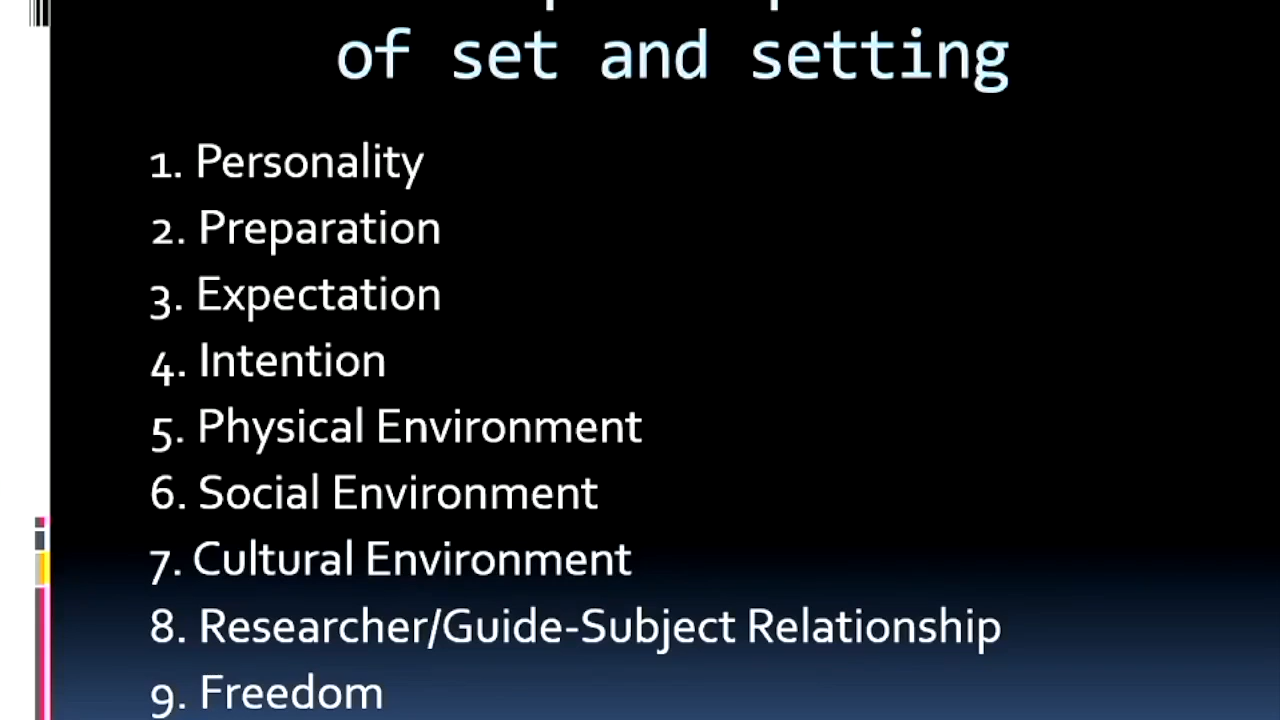 of set and setting
1. Personality
2. Preparation
3. Expectation
4. Intention
5. Physical Environment
6. Social Environment
7. Cultural Environment
8. Researcher/Guide-Subject Relationship
9. Freedom